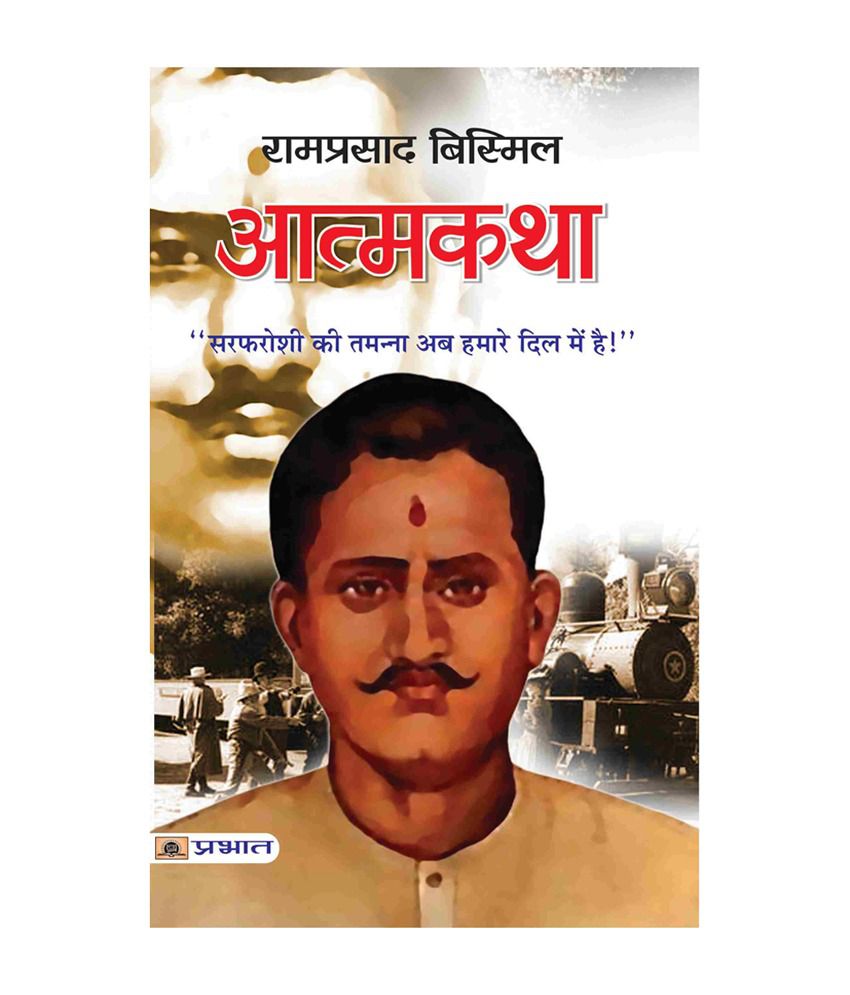 रामप्रसाद बिस्मिल
आत्मकथा
‘‘सरफरोशी की तमन्ना अब हमारे दिल में है!’’
प्रभात